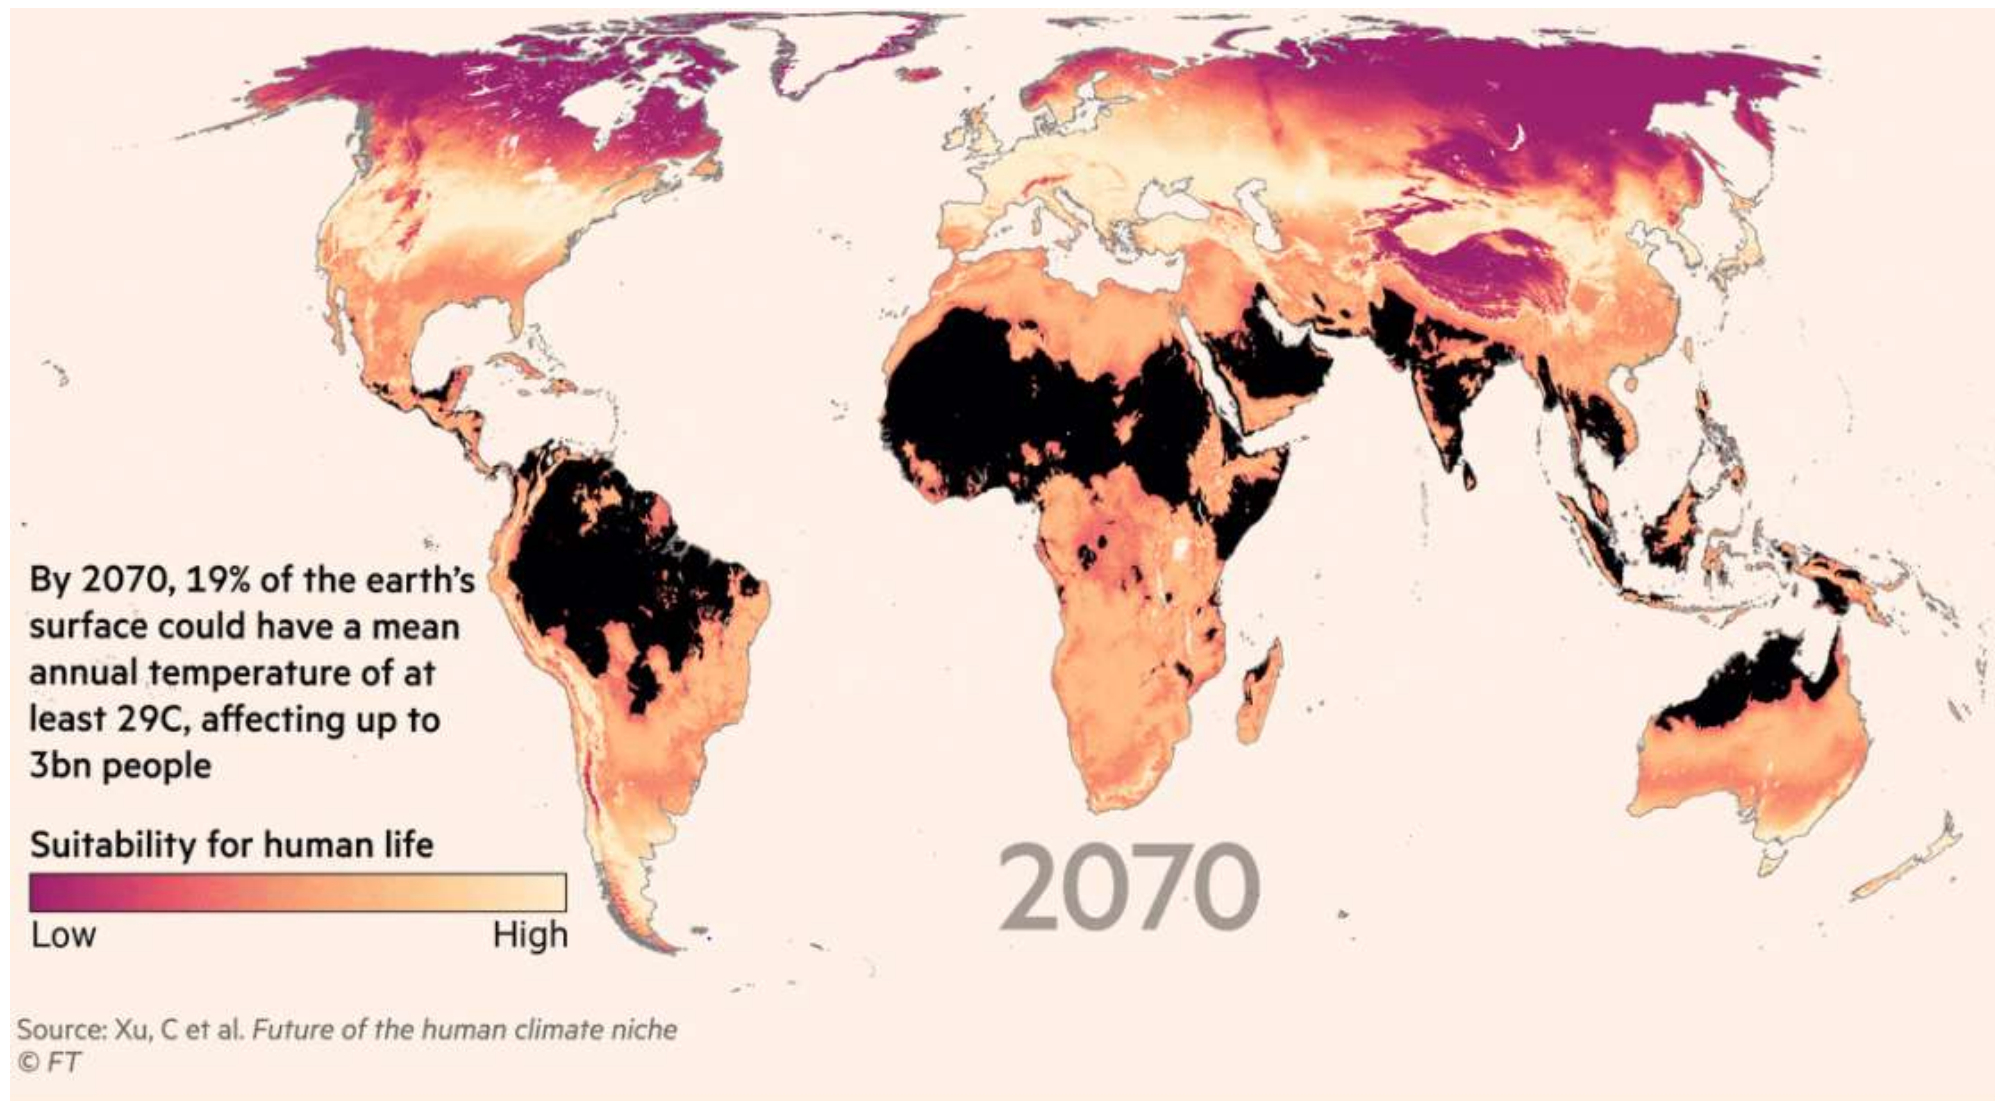 By 2070, 19% of the earth's
surface could have a mean
annual temperature of at
least 29C, affecting up to
3bn people
Suitability for human life
Low High
2070
Source: Xu, C et al. Future of the human climate niche
© FT